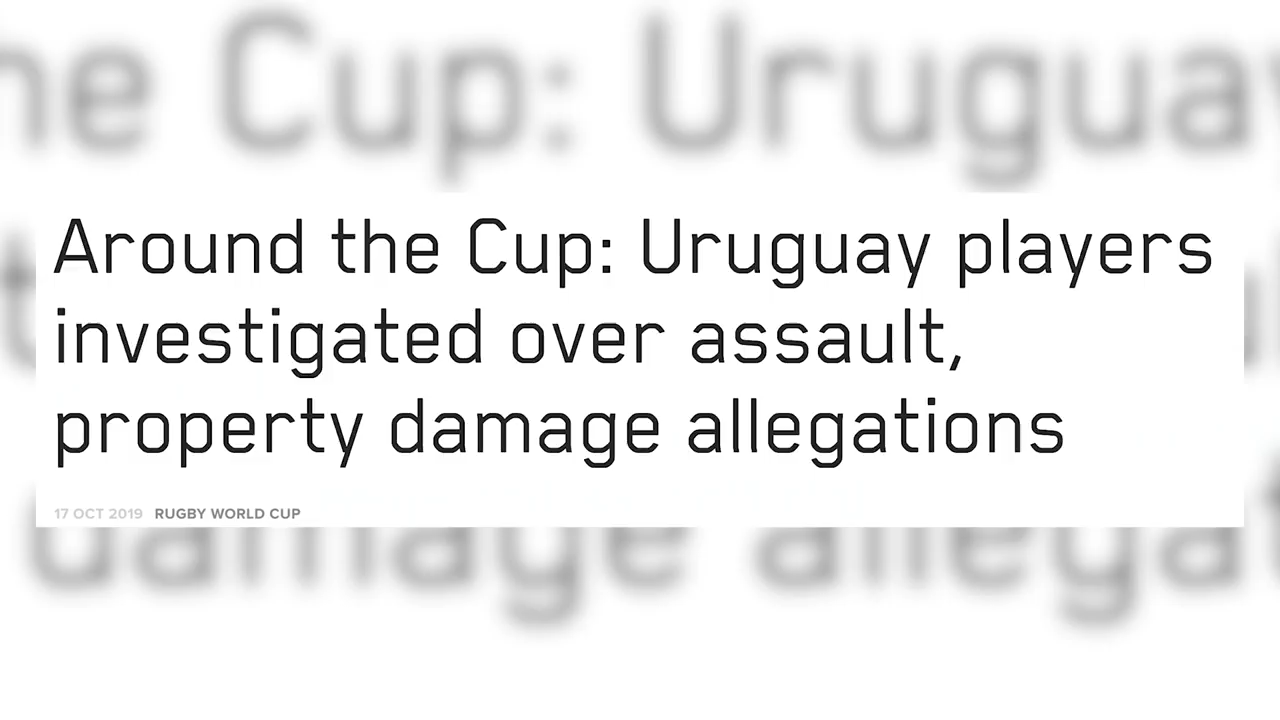 Around the Cup: Uruguay players
investigated over assault,
property damage allegations
17 OCT 2019 RUGBY WORLD CUP